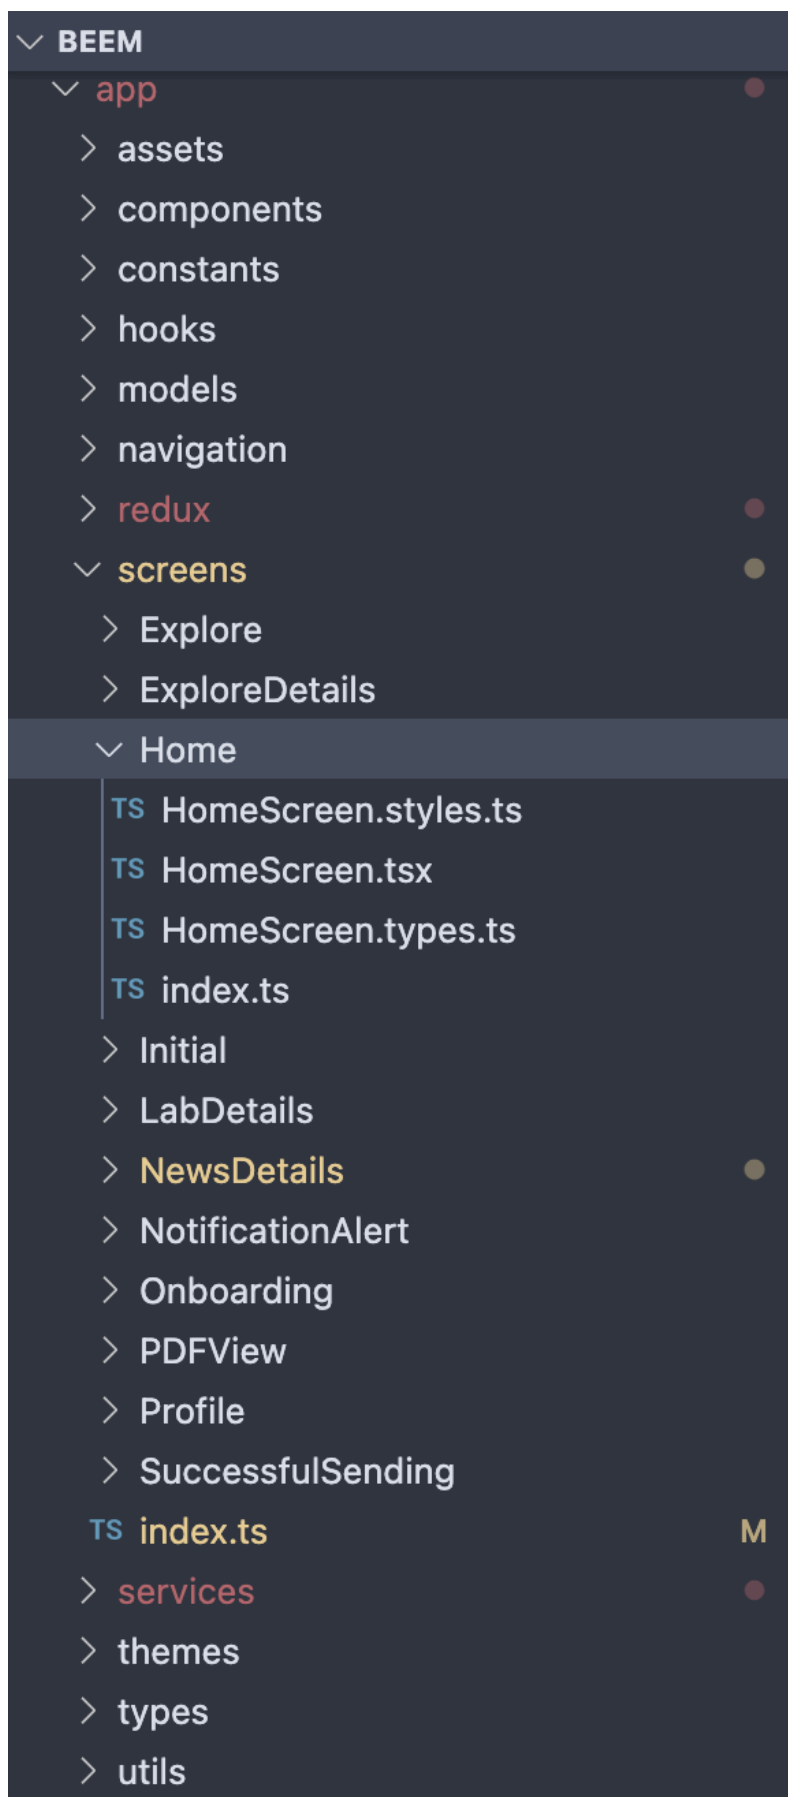 BEEM
app
assets
components
constants
hooks
models
navigation
redux
screens
Explore
ExploreDetails
Home
TS HomeScreen.styles.ts
TS HomeScreen.tsx
TS HomeScreen.types.ts
TS index.ts
Initial
LabDetails
NewsDetails
NotificationAlert
Onboarding
PDFView
Profile
SuccessfulSending
TS index.ts M
services
themes
types
utils